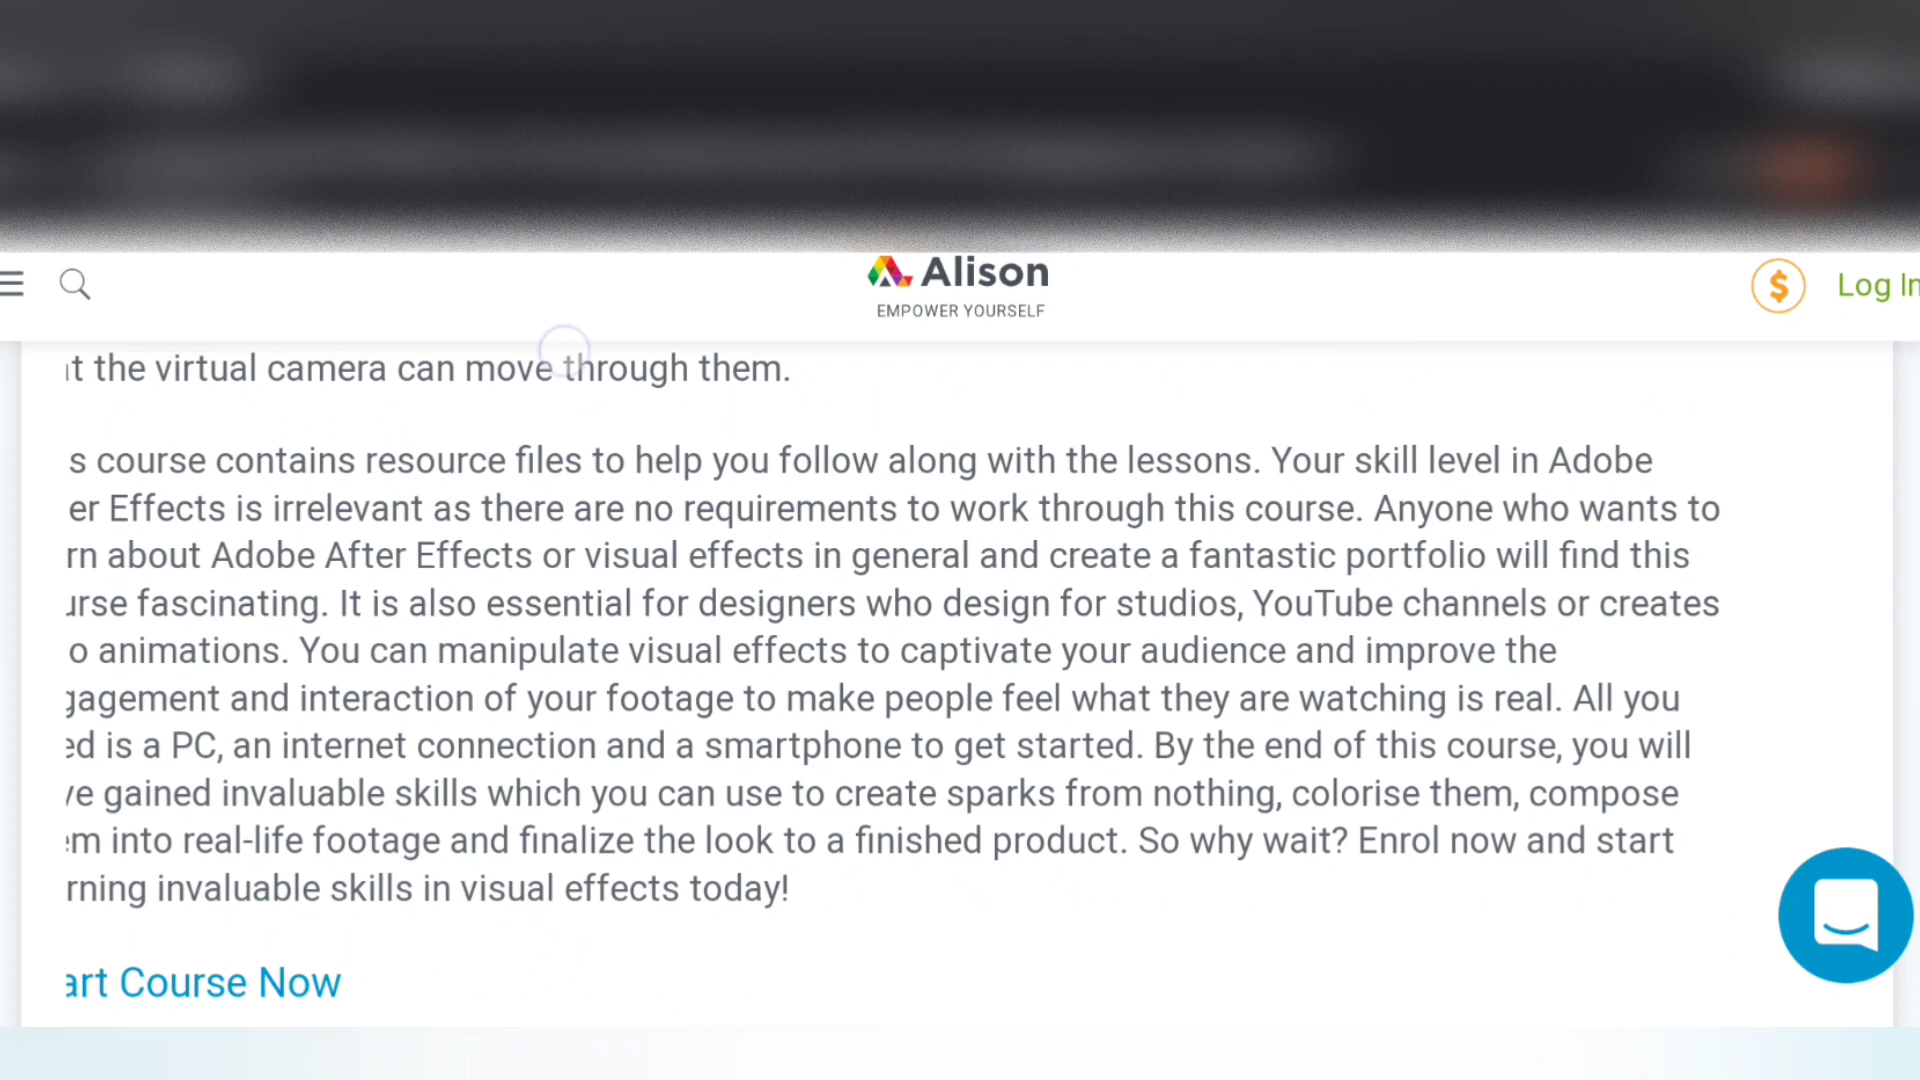 Alison
EMPOWER YOURSELF
$
Log In
the virtual camera can move through them.
s course contains resource files to help you follow along with the lessons. Your skill level in Adobe
er Effects is irrelevant as there are no requirements to work through this course. Anyone who wants to
rn about Adobe After Effects or visual effects in general and create a fantastic portfolio will find this
urse fascinating. It is also essential for designers who design for studios, YouTube channels or creates
o animations. You can manipulate visual effects to captivate your audience and improve the
gagement and interaction of your footage to make people feel what they are watching is real. All you
ed is a PC, an internet connection and a smartphone to get started. By the end of this course, you will
ve gained invaluable skills which you can use to create sparks from nothing, colorise them, compose
m into real-life footage and finalize the look to a finished product. So why wait? Enrol now and start
rning invaluable skills in visual effects today!
art Course Now